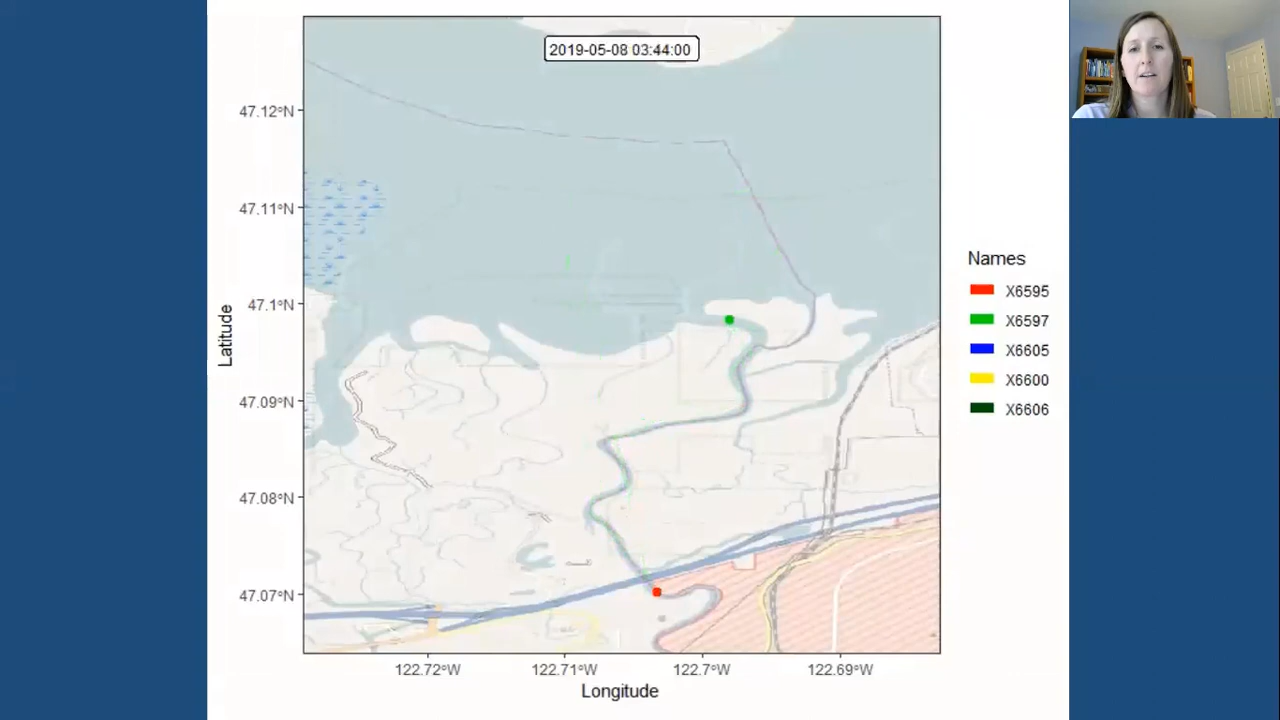 2019-05-08 03:44:00
47.12°N
47.11°N
47.1°N
47.09°N
47.08°N
47.07°N
Latitude
122.72°W
122.71°W
122.7°W
122.69°W
Longitude
Names
X6595
X6597
X6605
X6600
X6606